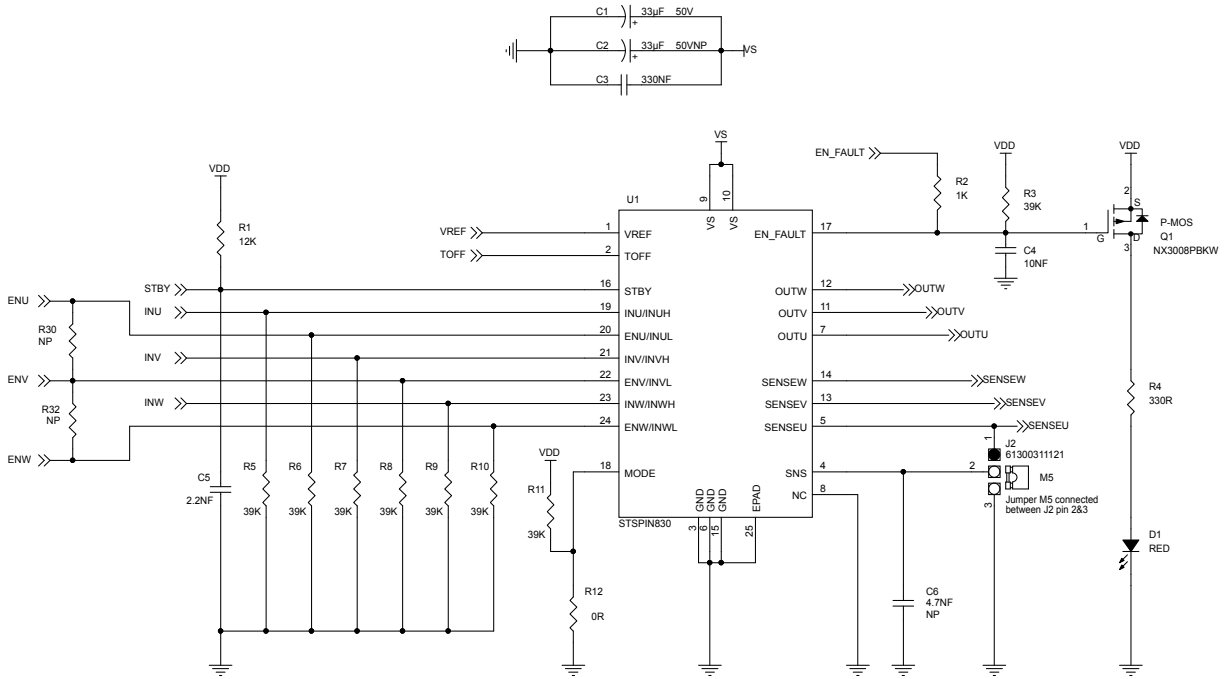 C1 33µF 50V
C2 33µF 50VNP
VS
C3 330NF
VS
EN_FAULT
VDD
VDD
VDD
R2
1K
R3
39K
2
S
P-MOS
Q1
NX3008PBKW
1
G
D
3
C4
10NF
R1
12K
U1
9
10
VS
VS
VREF
1
VREF
EN_FAULT
17
TOFF
2
TOFF
STBY
16
STBY
OUTW
12
OUTW
ENU
INU
19
INU/INUH
OUTV
11
OUTV
R30
NP
20
ENU/INUL
OUTU
7
OUTU
INV
21
INV/INVH
ENV
22
ENV/INVL
SENSEW
14
SENSEW
R32
NP
INW
23
INW/INWH
SENSEV
13
SENSEV
R4
330R
24
ENW/INWL
SENSEU
5
SENSEU
ENW
1
J2
61300311121
VDD
18
MODE
SNS
4
2
M5
C5
2.2NF
R5
39K
R6
39K
R7
39K
R8
39K
R9
39K
R10
39K
R11
39K
NC
8
3
Jumper M5 connected
between J2 pin 2&3
GND
GND
GND
EPAD
3
6
15
25
STSPIN830
D1
RED
R12
0R
C6
4.7NF
NP